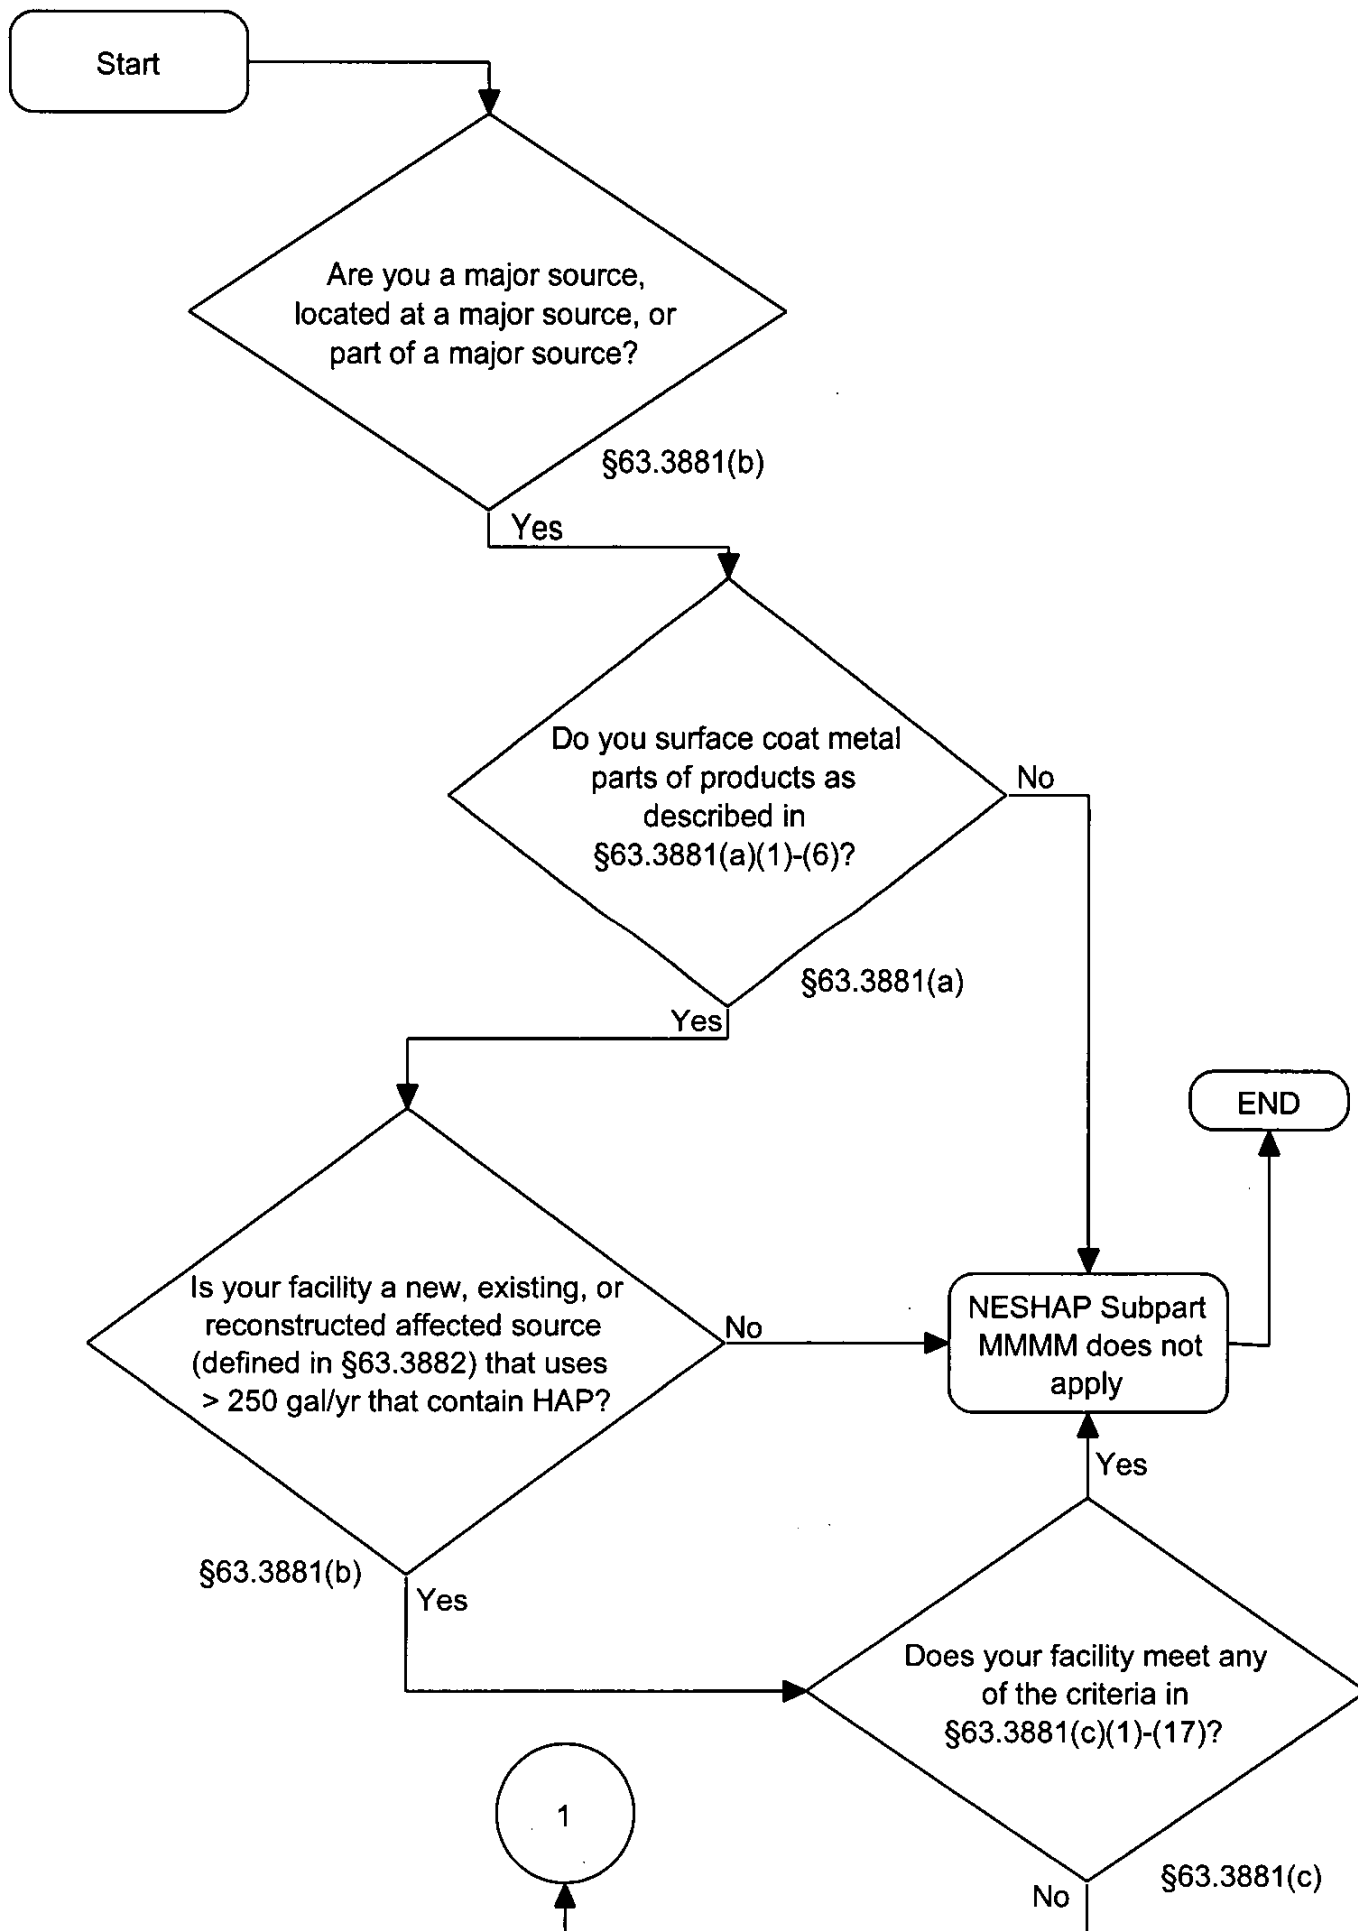 Start
Are you a major source,
located at a major source, or
part of a major source?
§63.3881(b)
Yes
Do you surface coat metal
parts of products as
described in
§63.3881(a)(1)-(6)?
No
§63.3881(a)
Yes
END
Is your facility a new, existing, or
reconstructed affected source
(defined in §63.3882) that uses
> 250 gal/yr that contain HAP?
No
NESHAP Subpart
MMMM does not
apply
Yes
§63.3881(b)
Yes
Does your facility meet any
of the criteria in
§63.3881(c)(1)-(17)?
1
§63.3881(c)
No